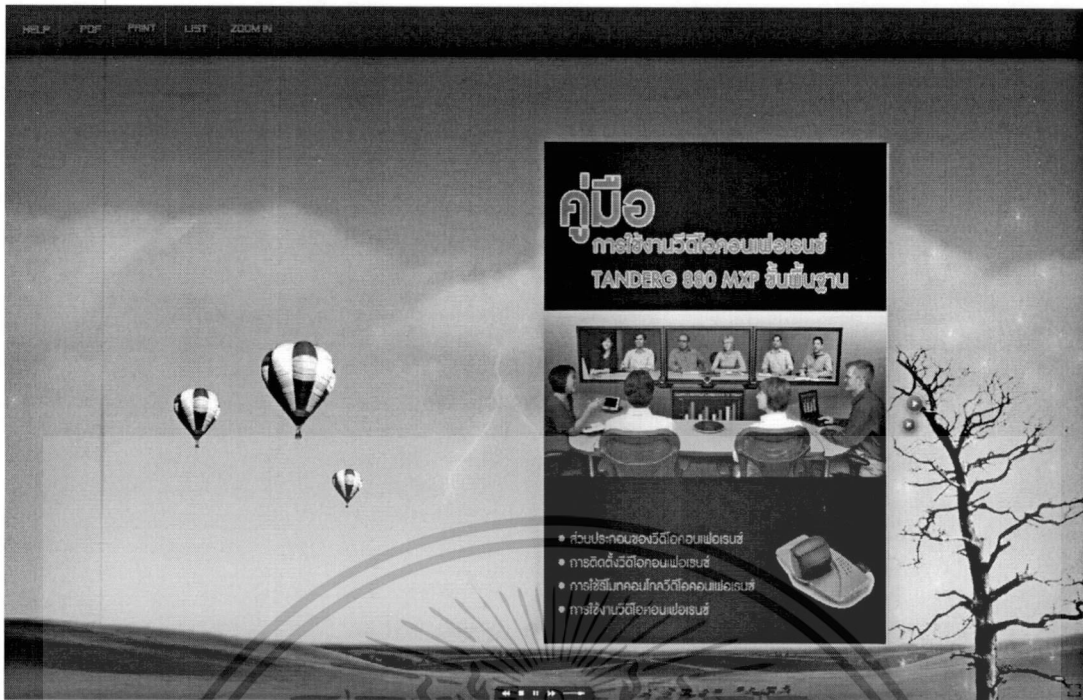 HELP PDF PRINT LIST ZOOM IN
คู่มือ
การใช้งานวีดีโอคอนเฟอเรนซ์
TANDERG 880 MXP ขั้นพื้นฐาน
● ส่วนประกอบของวีดีโอคอนเฟอเรนซ์
● การติดตั้งวีดีโอคอนเฟอเรนซ์
● การใช้รีโมทคอนโทลวีดีโอคอนเฟอเรนซ์
● การใช้งานวีดีโอคอนเฟอเรนซ์